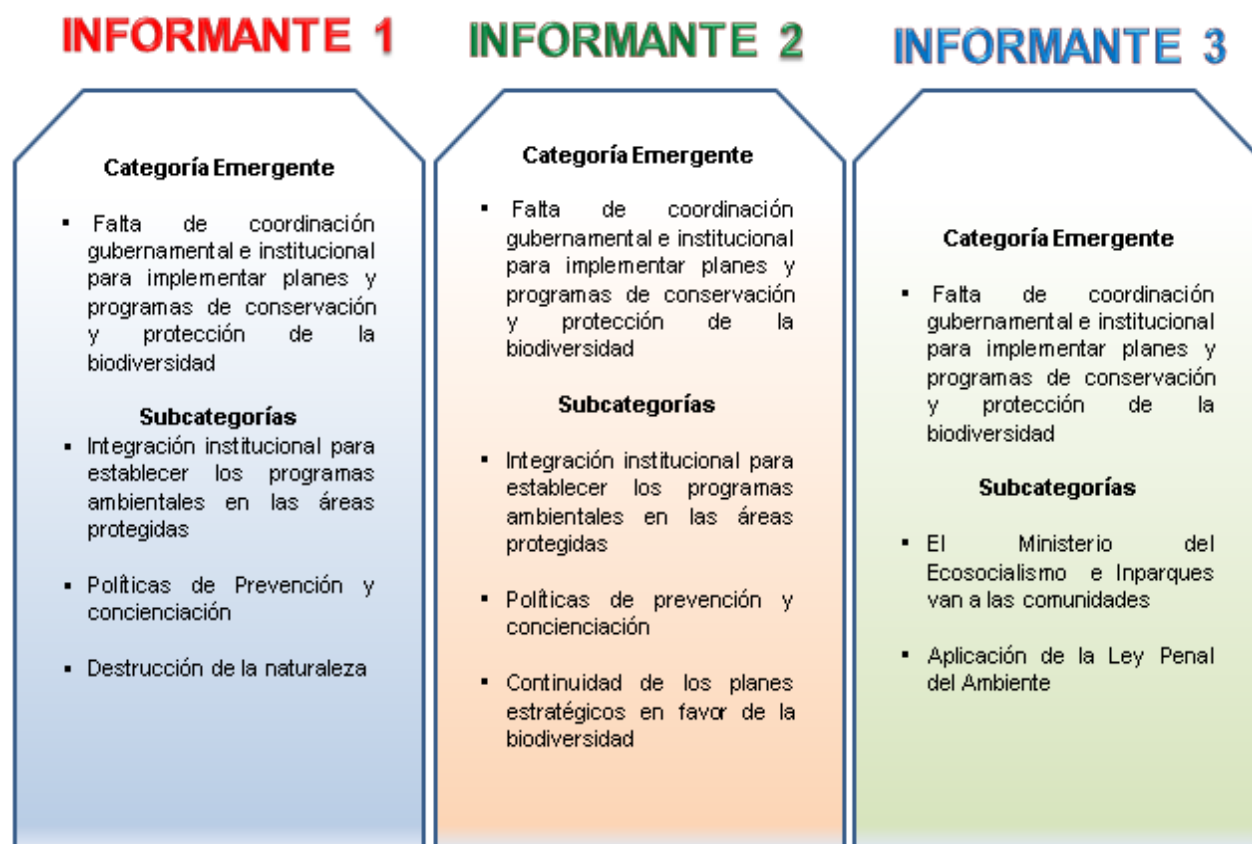 INFORMANTE 1
Categoría Emergente
▪ Falta de coordinación
gubernamental e institucional
para implementar planes y
programas de conservación
y protección de la
biodiversidad
Subcategorías
▪ Integración institucional para
establecer los programas
ambientales en las áreas
protegidas
▪ Políticas de Prevención y
concienciación
▪ Destrucción de la naturaleza
INFORMANTE 2
Categoría Emergente
▪ Falta de coordinación
gubernamental e institucional
para implementar planes y
programas de conservación
y protección de la
biodiversidad
Subcategorías
▪ Integración institucional para
establecer los programas
ambientales en las áreas
protegidas
▪ Políticas de prevención y
concienciación
▪ Continuidad de los planes
estratégicos en favor de la
biodiversidad
INFORMANTE 3
Categoría Emergente
▪ Falta de coordinación
gubernamental e institucional
para implementar planes y
programas de conservación
y protección de la
biodiversidad
Subcategorías
▪ El Ministerio del
Ecosocialismo e Inparques
van a las comunidades
▪ Aplicación de la Ley Penal
del Ambiente